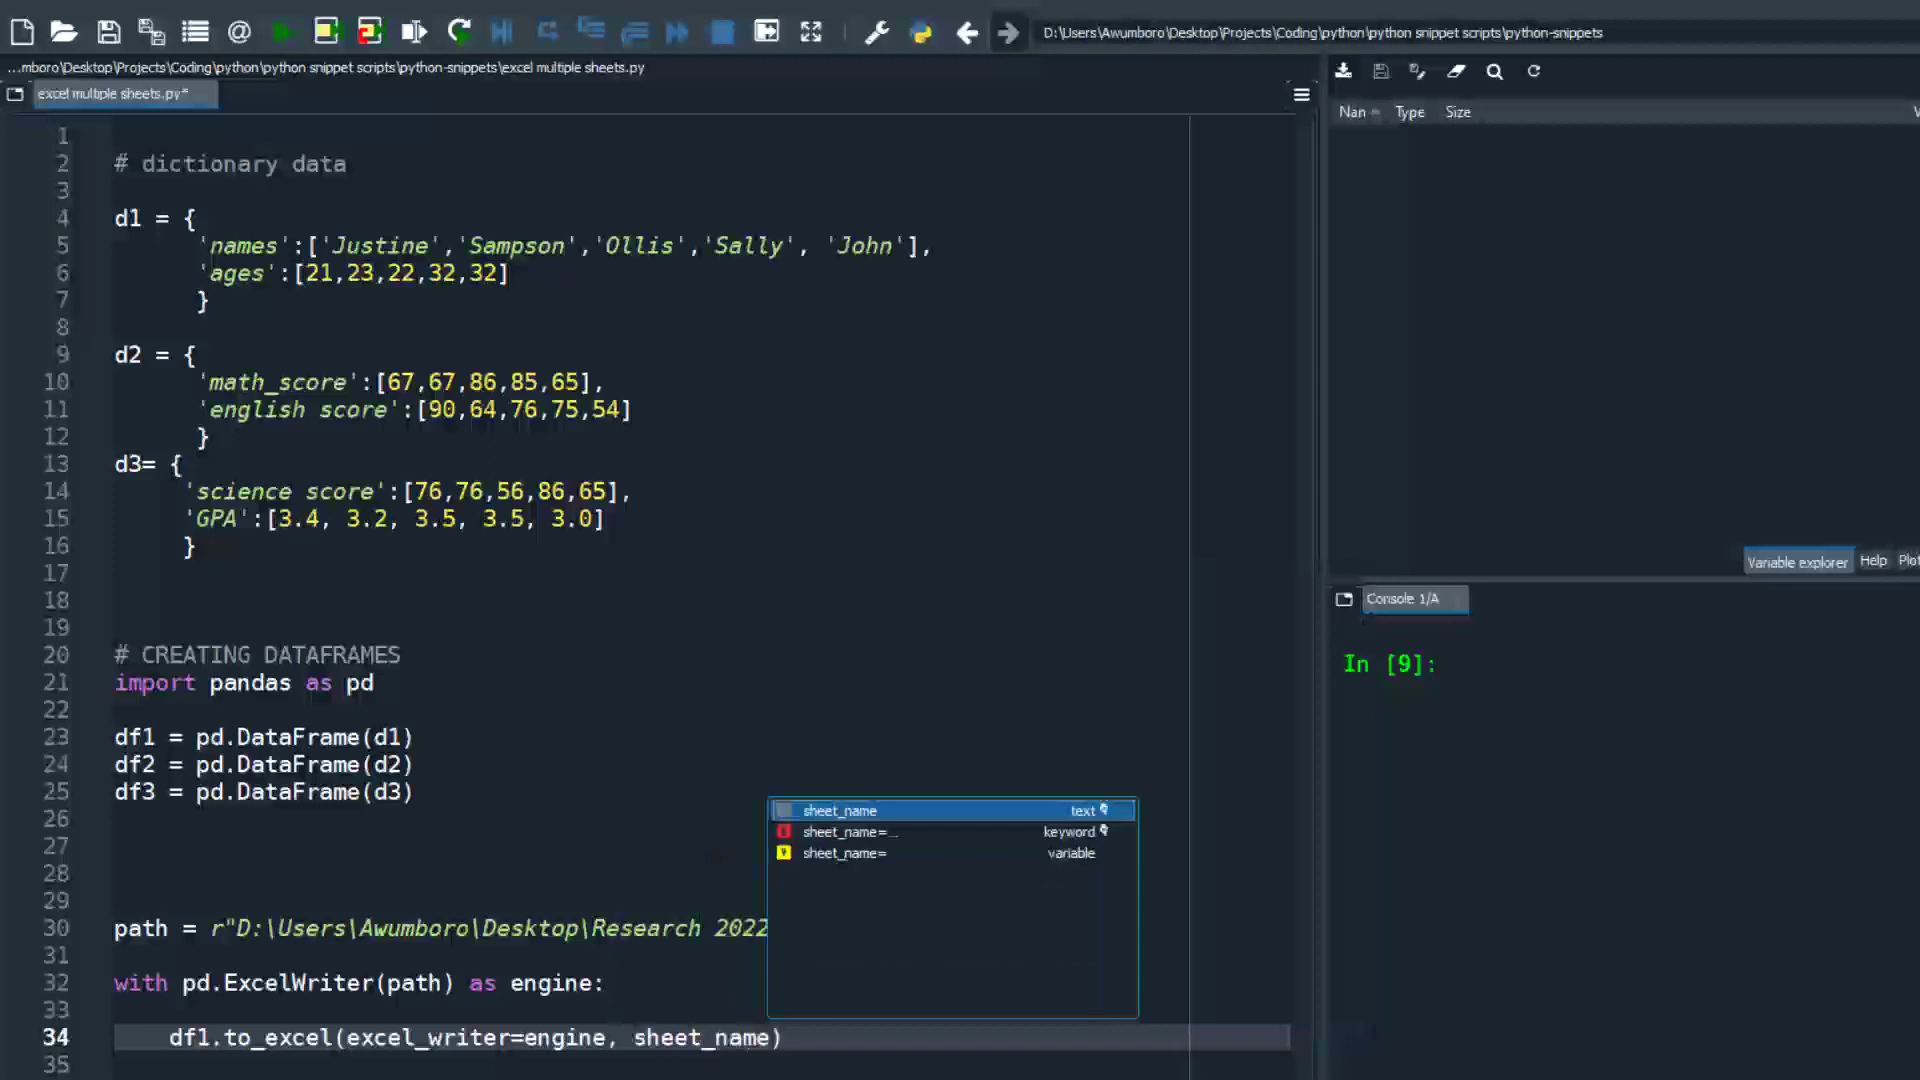 D:\Users\Awumboro\Desktop\Projects\Coding\python\python snippet scripts\python-snippets
...mboro\Desktop\Projects\Coding\python\python snippet scripts\python-snippets\excel multiple sheets.py
excel multiple sheets.py*
Nan Type Size
1
2 # dictionary data
3
4 d1 = {
5 'names':['Justine','Sampson','Ollis','Sally', 'John'],
6 'ages':[21,23,22,32,32]
7 }
8
9 d2 = {
10 'math_score':[67,67,86,85,65],
11 'english score':[90,64,76,75,54]
12 }
13 d3= {
14 'science score':[76,76,56,86,65],
15 'GPA':[3.4, 3.2, 3.5, 3.5, 3.0]
16 }
17
18
19
20 # CREATING DATAFRAMES
21 import pandas as pd
22
23 df1 = pd.DataFrame(d1)
24 df2 = pd.DataFrame(d2)
25 df3 = pd.DataFrame(d3)
26
27
28
29
30 path = r"D:\Users\Awumboro\Desktop\Research 2022
31
32 with pd.ExcelWriter(path) as engine:
33
34 df1.to_excel(excel_writer=engine, sheet_name)
35
sheet_name text
sheet_name=... keyword
sheet_name= variable
Variable explorer Help Plot
Console 1/A
In [9]: